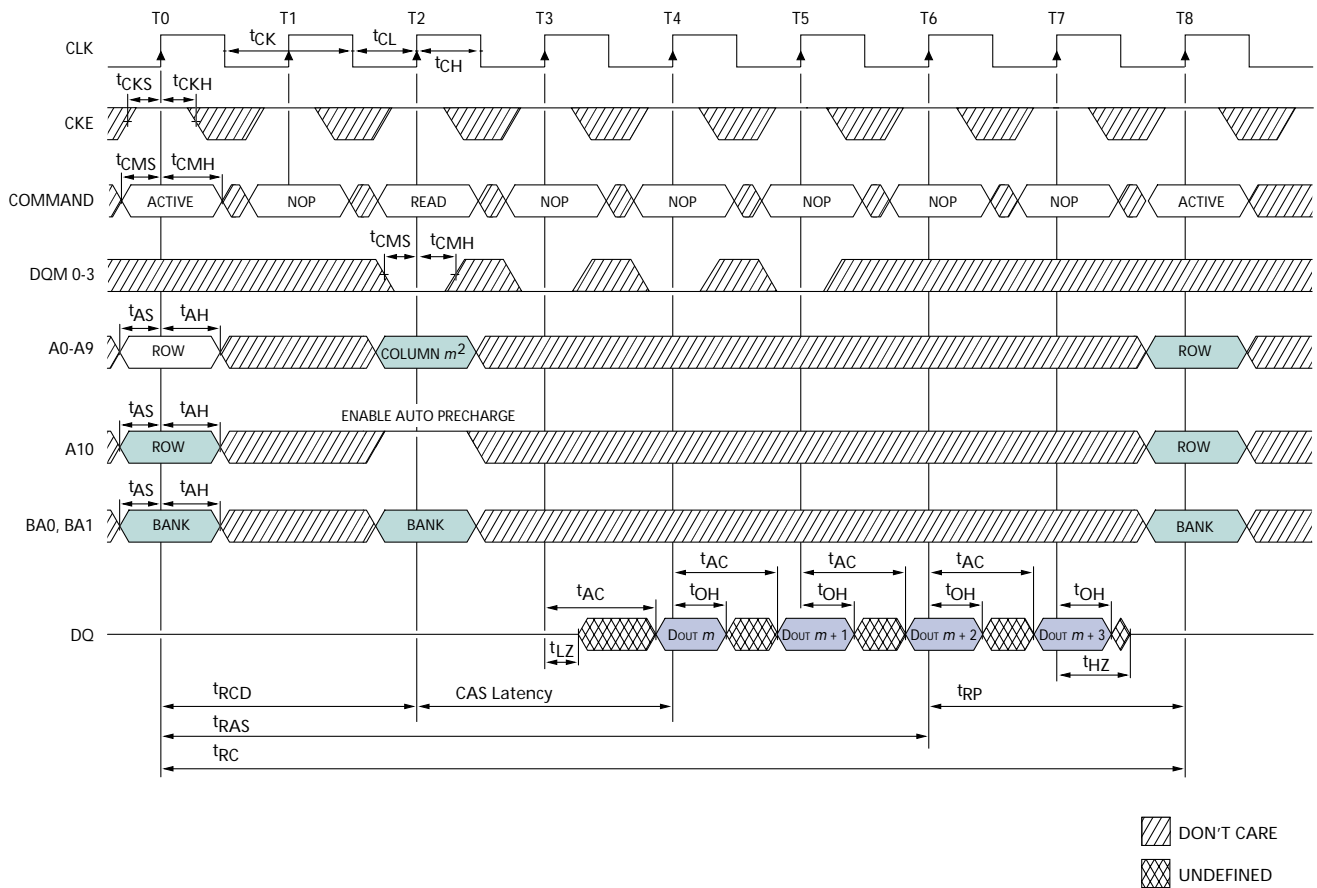 T0 T1 T2 T3 T4 T5 T6 T7 T8
CLK tCK tCL tCH
tCKS tCKH
CKE
tCMS tCMH
COMMAND ACTIVE NOP READ NOP NOP NOP NOP NOP ACTIVE
tCMS tCMH
DQM 0-3
tAS tAH
A0-A9 ROW COLUMN m2 ROW
tAS tAH ENABLE AUTO PRECHARGE
A10 ROW ROW
tAS tAH
BA0, BA1 BANK BANK BANK
tAC tAC tAC
tAC tOH tOH tOH tOH
DQ DOUT m DOUT m + 1 DOUT m + 2 DOUT m + 3
tLZ tHZ
tRCD CAS Latency tRP
tRAS
tRC
DON'T CARE
UNDEFINED